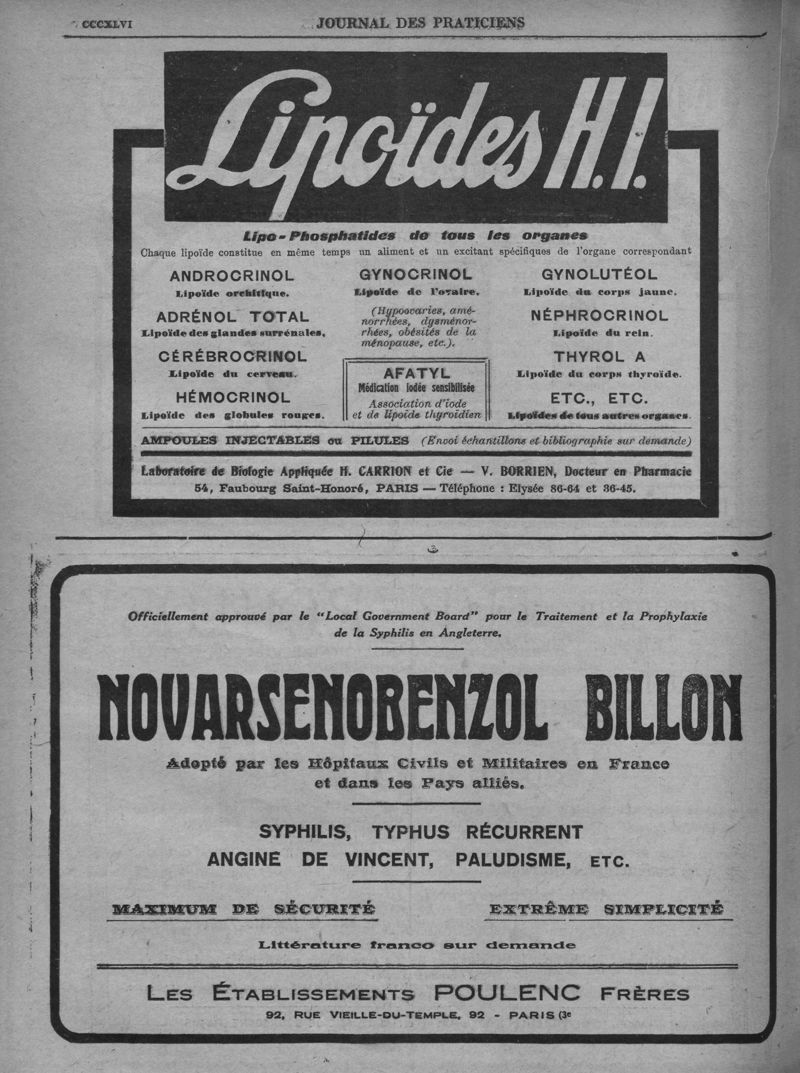 CCCXLVI
JOURNAL DES PRATICIENS
Lipoïdes H.I.
Lipo-Phosphatides de tous les organes
Chaque lipoïde constitue en même temps un aliment et un excitant spécifiques de l'organe correspondant
ANDROCRINOL
Lipoïde orchitique.
ADRÉNOL TOTAL
Lipoïde des glandes surrénales.
CÉRÉBROCRINOL
Lipoïde du cerveau.
HÉMOCRINOL
Lipoïde des globules rouges.
GYNOCRINOL
Lipoïde de l'ovaire.
(Hypoovaries, amé-
norrhées, dysménor-
rhées, obésités de la
ménopause, etc.).
AFATYL
Médication iodée sensibilisée
Association d'iode
et de lipoïde thyroïdien
GYNOLUTÉOL
Lipoïde du corps jaune.
NÉPHROCRINOL
Lipoïde du rein.
THYROL A
Lipoïde du corps thyroïde.
ETC., ETC.
Lipoïdes de tous autres organes.
AMPOULES INJECTABLES ou PILULES (Envoi échantillons et bibliographie sur demande)
Laboratoire de Biologie Appliquée H. CARRION et Cie — V. BORRIEN, Docteur en Pharmacie
54, Faubourg Saint-Honoré, PARIS — Téléphone : Elysée 36-64 et 36-45.
Officiellement approuvé par le "Local Government Board" pour le Traitement et la Prophylaxie
de la Syphilis en Angleterre.
NOVARSENOBENZOL BILLON
Adopté par les Hôpitaux Civils et Militaires en France
et dans les Pays alliés.
SYPHILIS, TYPHUS RÉCURRENT
ANGINE DE VINCENT, PALUDISME, ETC.
MAXIMUM DE SÉCURITÉ
EXTRÊME SIMPLICITÉ
Littérature franco sur demande
LES ÉTABLISSEMENTS POULENC FRÈRES
92, RUE VIEILLE-DU-TEMPLE, 92 - PARIS (3e